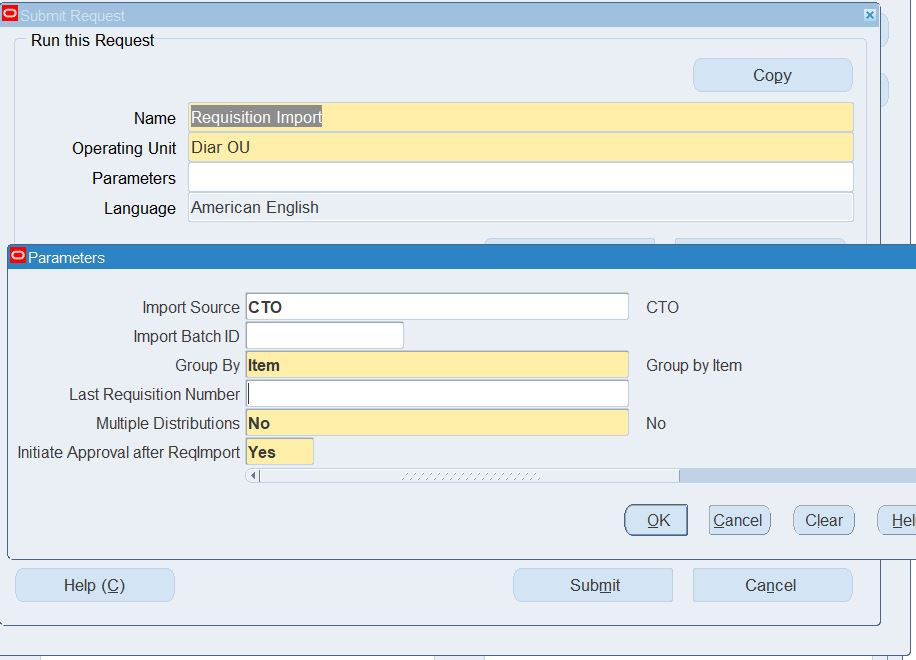 Submit Request
Run this Request
Copy
Name Requisition Import
Operating Unit Diar OU
Parameters
Language American English
Parameters
Import Source CTO CTO
Import Batch ID
Group By Item Group by Item
Last Requisition Number
Multiple Distributions No No
Initiate Approval after ReqImport Yes
OK Cancel Clear Hel
Help (C) Submit Cancel